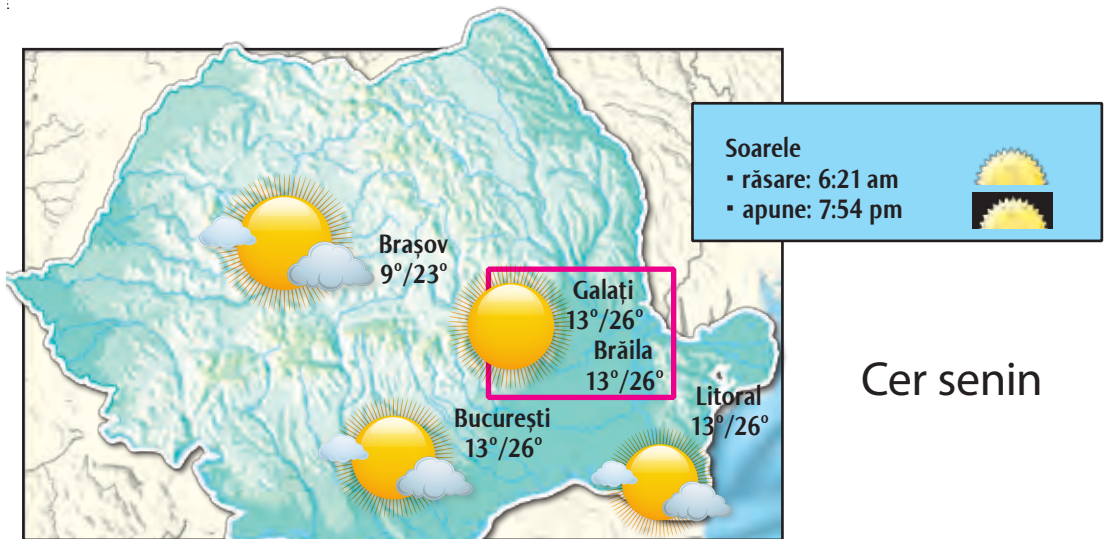 Soarele
▪ răsare: 6:21 am
▪ apune: 7:54 pm
Brașov
9°/23°
Galați
13°/26°
Brăila
13°/26°
Litoral
13°/26°
București
13°/26°
Cer senin